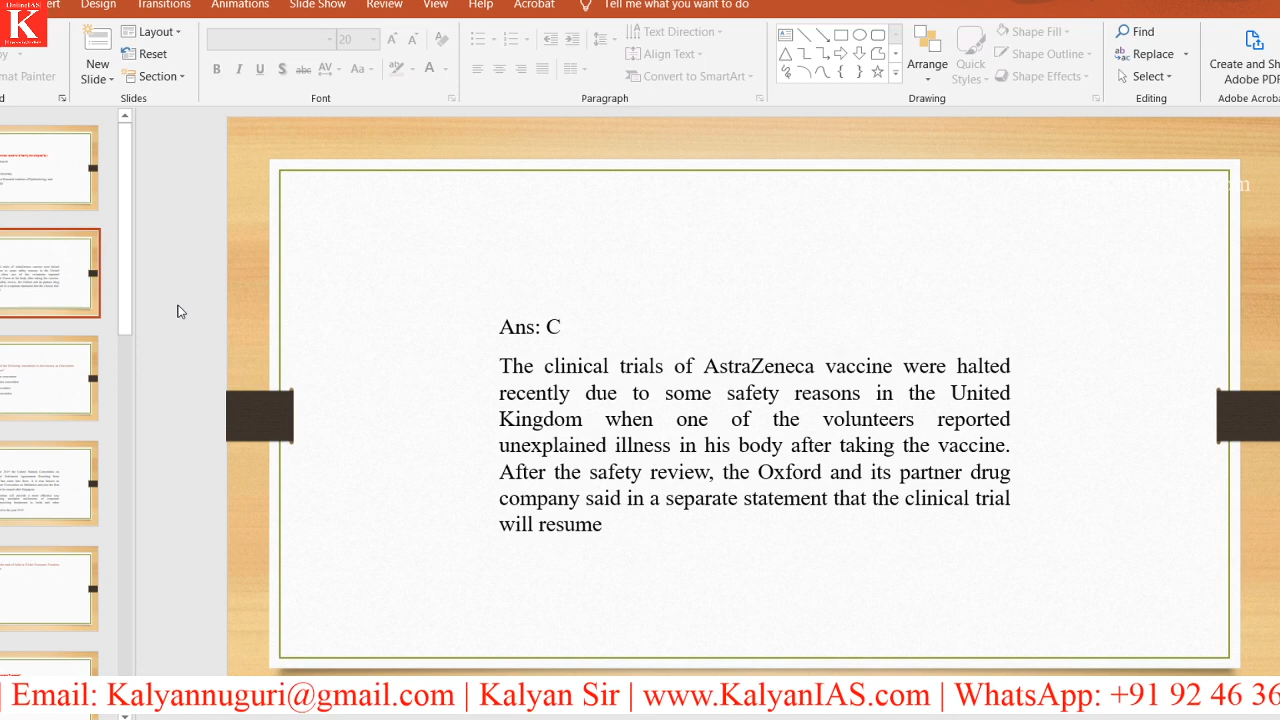 OnlineIAS
K
ert Design Transitions Animations Slide Show Review View Help Acrobat Tell me what you want to do
New
Slide
Layout
Reset
Section
py
mat Painter
20
Text Direction
Align Text
Convert to SmartArt
Arrange
Quick
Styles
Shape Fill
Shape Outline
Shape Effects
Find
Replace
Select
Create and Sh
Adobe PDF
d Slides Font Paragraph Drawing Editing Adobe Acroba
Ans: C
The clinical trials of AstraZeneca vaccine were halted
recently due to some safety reasons in the United
Kingdom when one of the volunteers reported
unexplained illness in his body after taking the vaccine.
After the safety review, the Oxford and its partner drug
company said in a separate statement that the clinical trial
will resume
| Email: Kalyannuguri@gmail.com | Kalyan Sir | www.KalyanIAS.com | WhatsApp: +91 92 46 36